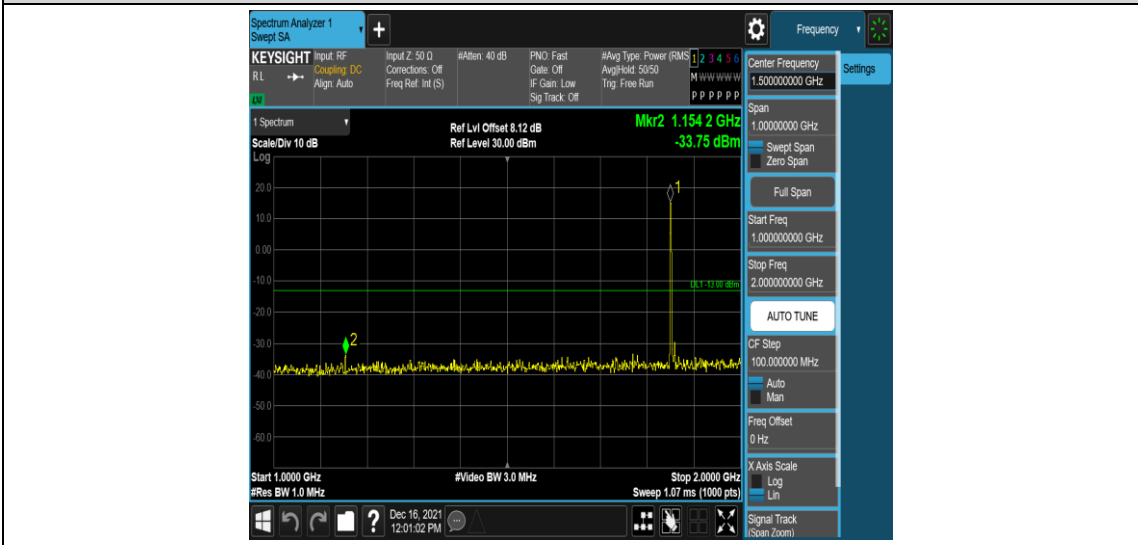 Spectrum Analyzer 1
Swept SA
+
Frequency
KEYSIGHT
RL
LXI
Input: RF
Coupling: DC
Align: Auto
Input Z: 50 Ω
Corrections: Off
Freq Ref: Int (S)
#Atten: 40 dB
PNO: Fast
Gate: Off
IF Gain: Low
Sig Track: Off
#Avg Type: Power (RMS
Avg|Hold: 50/50
Trig: Free Run
1 2 3 4 5 6
M W W W W W
P P P P P P
1 Spectrum
Scale/Div 10 dB
Log
Ref Lvl Offset 8.12 dB
Ref Level 30.00 dBm
Mkr2 1.154 2 GHz
-33.75 dBm
20.0
10.0
0.00
-10.0
-20.0
-30.0
-40.0
-50.0
-60.0
1
DL1 -13.00 dBm
2
Start 1.0000 GHz
#Res BW 1.0 MHz
#Video BW 3.0 MHz
Stop 2.0000 GHz
Sweep 1.07 ms (1000 pts)
?
Dec 16, 2021
12:01:02 PM
Center Frequency
1.500000000 GHz
Settings
Span
1.00000000 GHz
Swept Span
Zero Span
Full Span
Start Freq
1.000000000 GHz
Stop Freq
2.000000000 GHz
AUTO TUNE
CF Step
100.000000 MHz
Auto
Man
Freq Offset
0 Hz
X Axis Scale
Log
Lin
Signal Track
(Span Zoom)